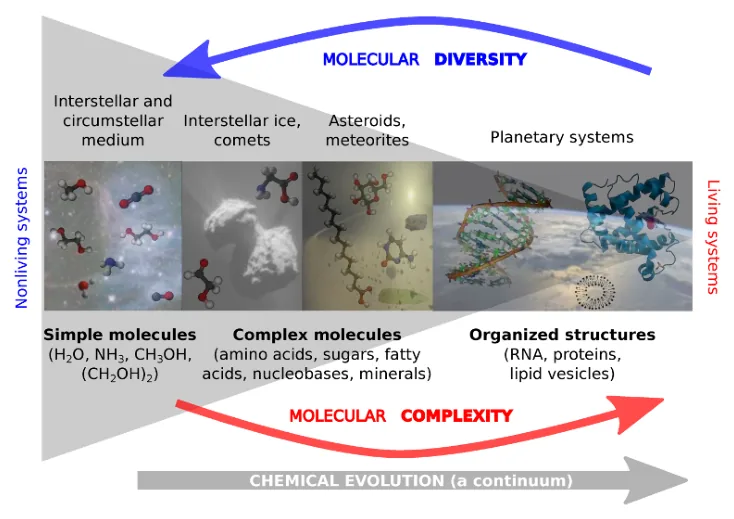 MOLECULAR DIVERSITY
Interstellar and
circumstellar
medium
Interstellar ice,
comets
Asteroids,
meteorites
Planetary systems
Nonliving systems
Living systems
Simple molecules
(H₂O, NH₃, CH₃OH,
(CH₂OH)₂)
Complex molecules
(amino acids, sugars, fatty
acids, nucleobases, minerals)
Organized structures
(RNA, proteins,
lipid vesicles)
MOLECULAR COMPLEXITY
CHEMICAL EVOLUTION (a continuum)